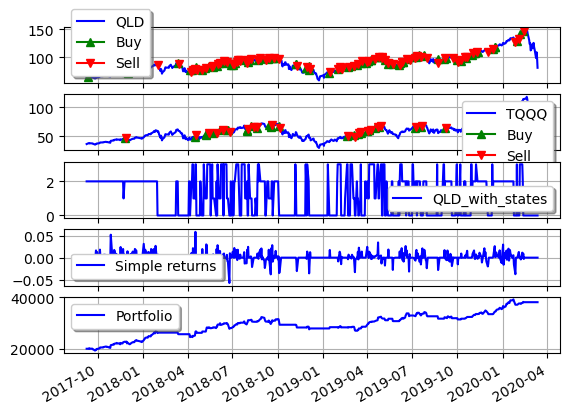 150
100
QLD
Buy
Sell
100
50
TQQQ
Buy
Sell
2
0
QLD_with_states
0.05
0.00
−0.05
Simple returns
40000
20000
Portfolio
2017-10
2018-01
2018-04
2018-07
2018-10
2019-01
2019-04
2019-07
2019-10
2020-01
2020-04